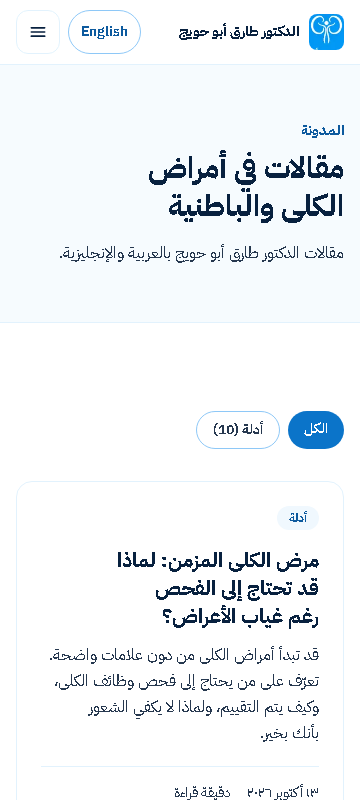 الدكتور طارق أبو حويج
English
المدونة
مقالات في أمراض
الكلى والباطنية
مقالات الدكتور طارق أبو حويج بالعربية والإنجليزية.
الكل
أدلة (10)
أدلة
مرض الكلى المزمن: لماذا
قد تحتاج إلى الفحص
رغم غياب الأعراض؟
قد تبدأ أمراض الكلى من دون علامات واضحة.
تعرّف على من يحتاج إلى فحص وظائف الكلى،
وكيف يتم التقييم، ولماذا لا يكفي الشعور
بأنك بخير.
١٣ أكتوبر ٢٠٢٦
دقيقة قراءة